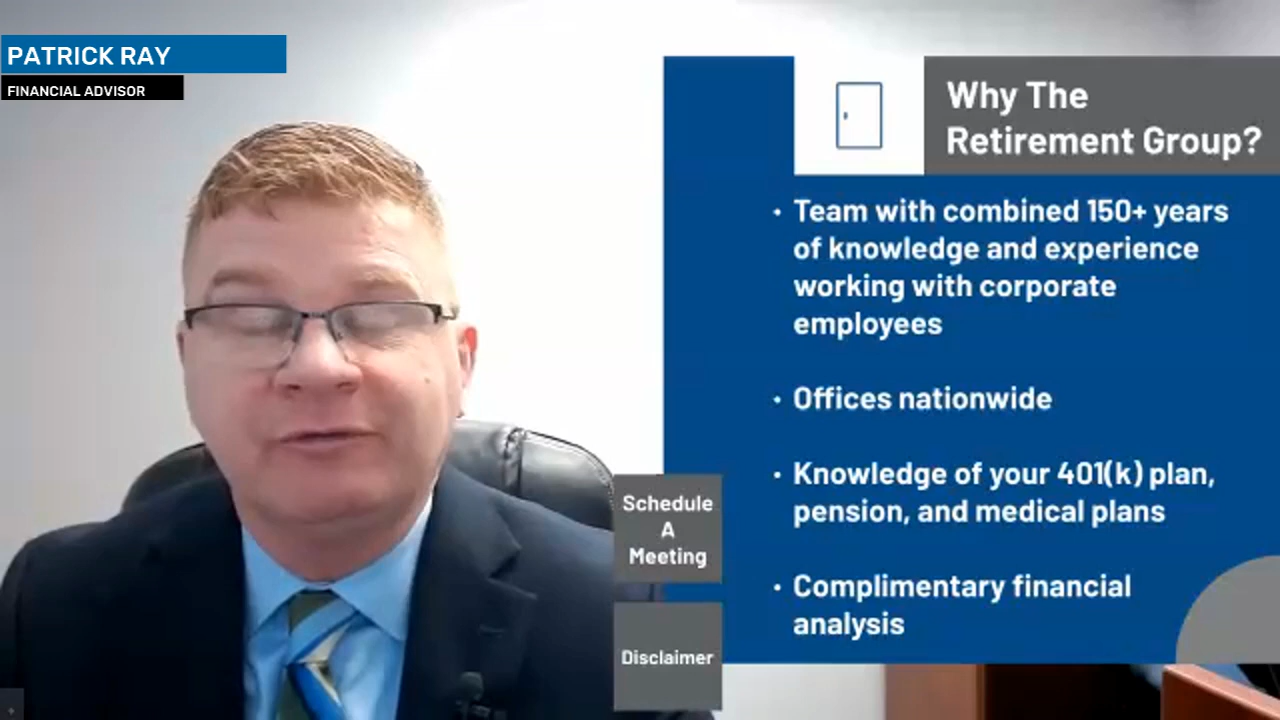 PATRICK RAY
FINANCIAL ADVISOR
Why The
Retirement Group?
• Team with combined 150+ years
of knowledge and experience
working with corporate
employees
• Offices nationwide
• Knowledge of your 401(k) plan,
pension, and medical plans
• Complimentary financial
analysis
Schedule
A
Meeting
Disclaimer